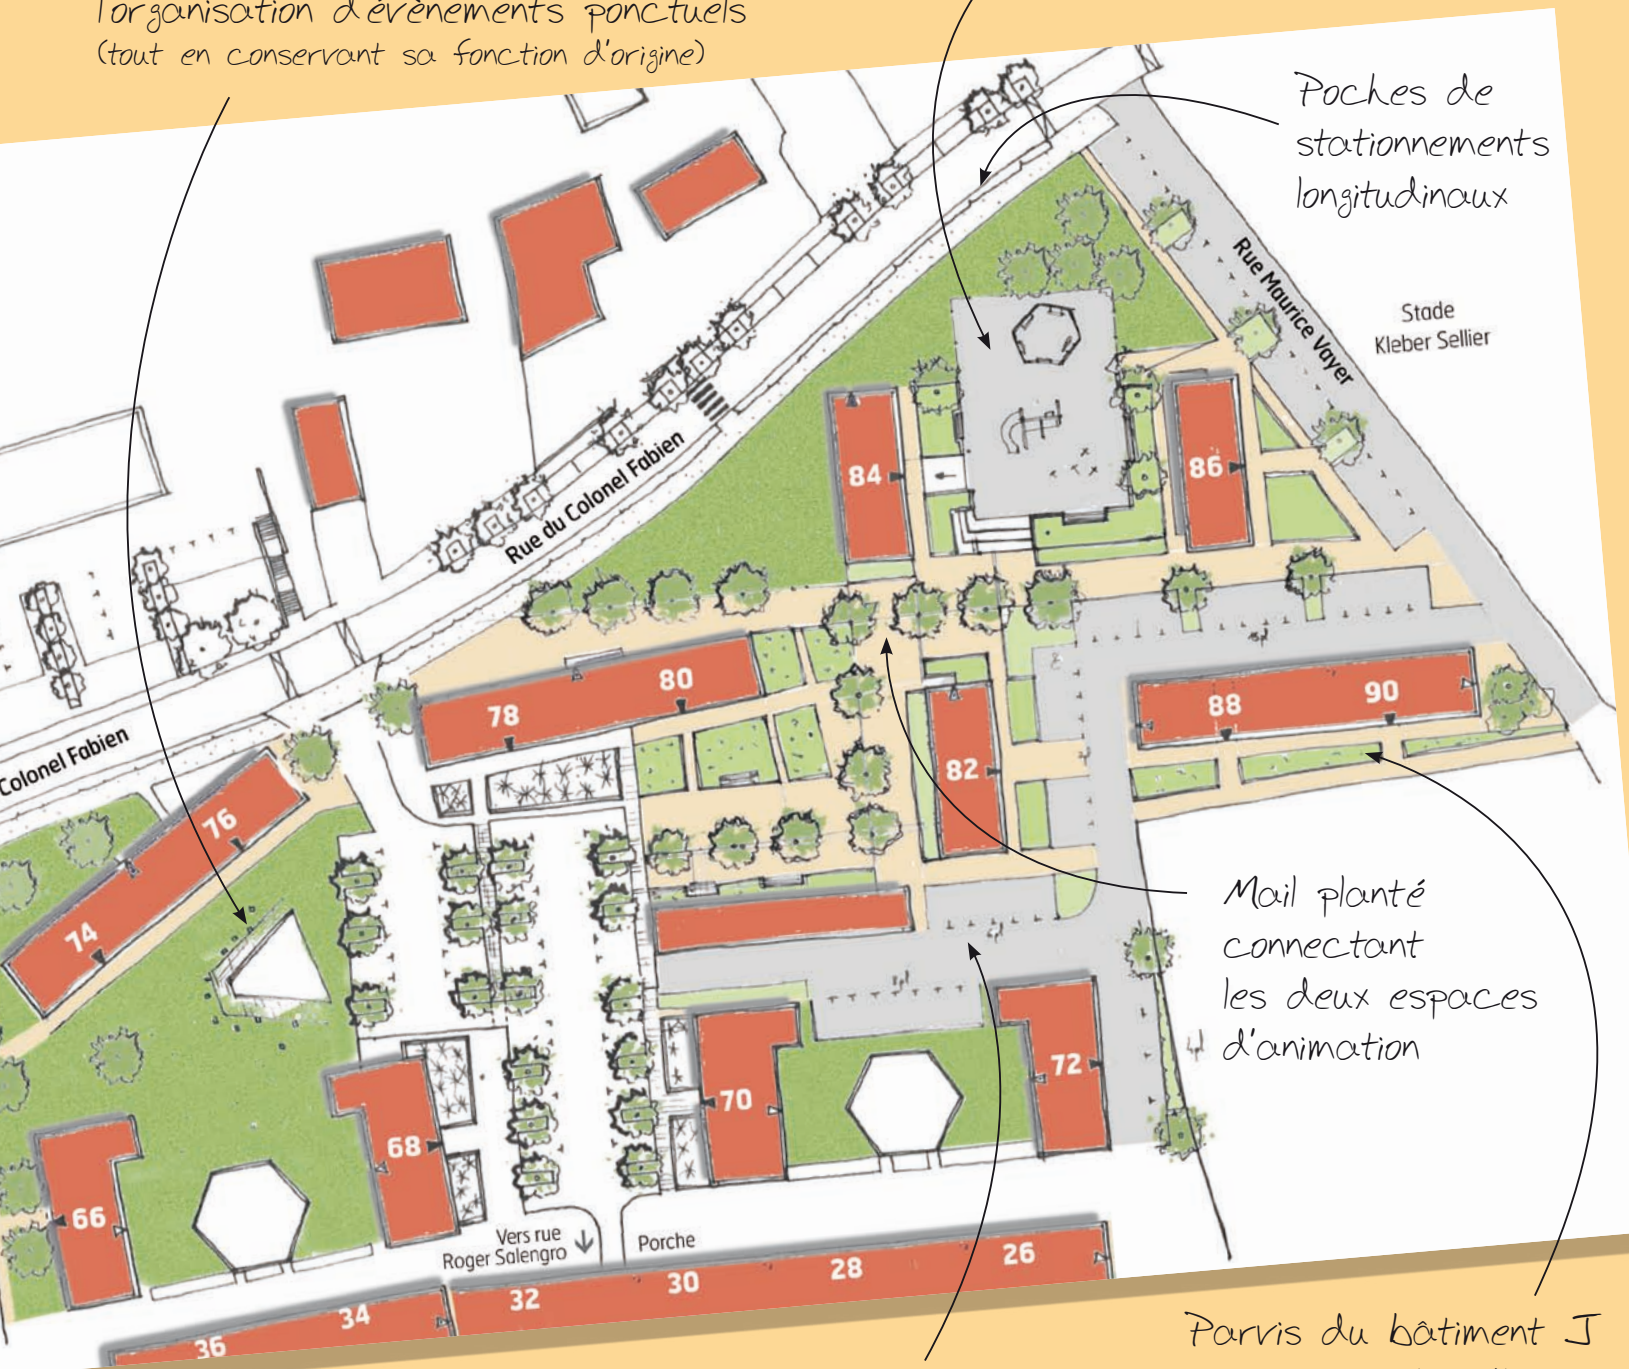 l'organisation d'évènements ponctuels
(tout en conservant sa fonction d'origine)
Poches de
stationnements
longitudinaux
Rue Maurice Vayer
Stade
Kleber Sellier
84
86
Rue du Colonel Fabien
80
78
88
90
82
Colonel Fabien
76
74
Mail planté
connectant
les deux espaces
d'animation
72
70
68
66
Vers rue
Roger Salengro
Porche
26
28
30
32
34
36
Parvis du bâtiment J